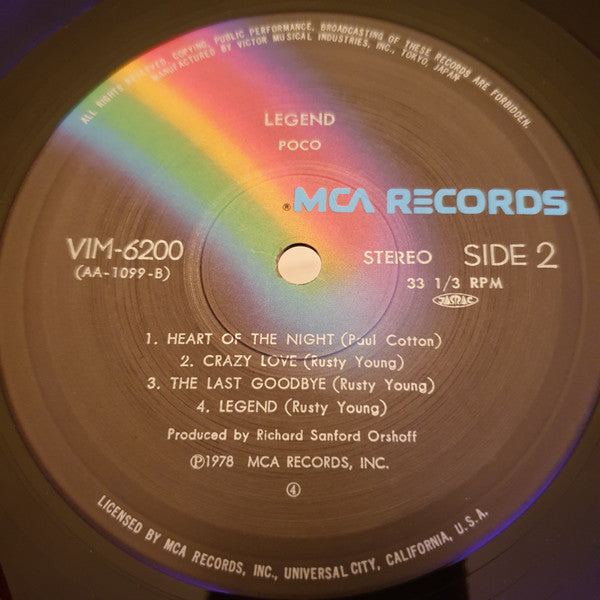 ALL RIGHTS RESERVED. COPYING, PUBLIC PERFORMANCE, BROADCASTING OF THESE RECORDS ARE FORBIDDEN.
MANUFACTURED BY VICTOR MUSICAL INDUSTRIES, INC., TOKYO, JAPAN
LEGEND
POCO
®MCA RECORDS
VIM-6200
(AA-1099-B)
STEREO SIDE 2
33 1/3 RPM
JASRAC
1. HEART OF THE NIGHT (Paul Cotton)
2. CRAZY LOVE (Rusty Young)
3. THE LAST GOODBYE (Rusty Young)
4. LEGEND (Rusty Young)
Produced by Richard Sanford Orshoff
Ⓟ1978 MCA RECORDS, INC.
④
LICENSED BY MCA RECORDS, INC., UNIVERSAL CITY, CALIFORNIA, U.S.A.